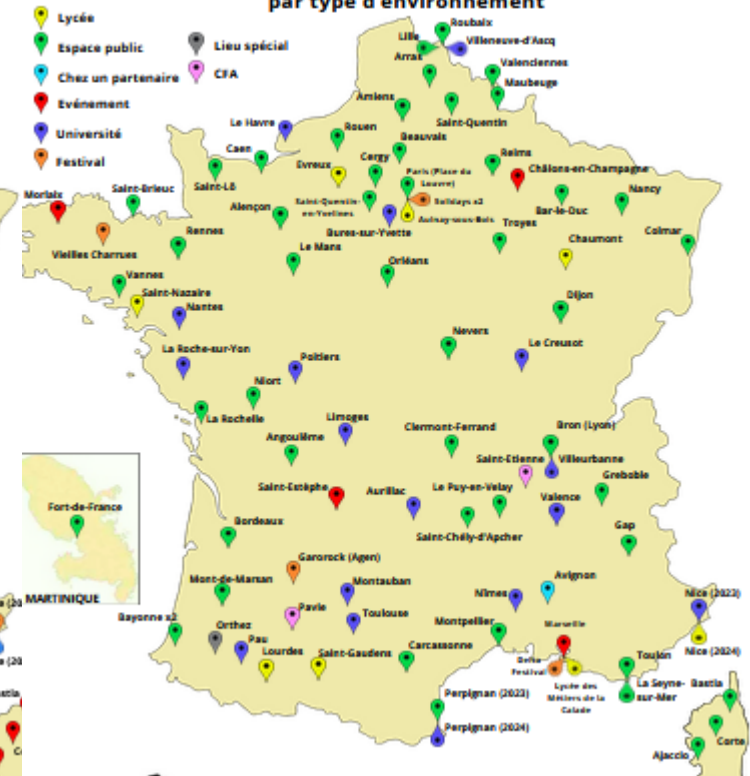 par type d'environnement
Lycée
Espace public
Lieu spécial
Chez un partenaire
CFA
Evénement
Université
Festival
Roubaix
Lille
Villeneuve-d'Ascq
Arras
Valenciennes
Maubeuge
Amiens
Saint-Quentin
Le Havre
Rouen
Beauvais
Caen
Cergy
Reims
Evreux
Paris (Place du
Louvre)
Châlons-en-Champagne
Saint-Lô
Morlaix
Saint-Brieuc
Saint-Quentin-
en-Yvelines
Solidays x2
Bar-le-Duc
Nancy
Alençon
Aulnay-sous-Bois
Troyes
Bures-sur-Yvette
Colmar
Rennes
Chaumont
Vieilles Charrues
Le Mans
Orléans
Vannes
Saint-Nazaire
Nantes
Dijon
Nevers
Le Creusot
La Roche-sur-Yon
Poitiers
Niort
La Rochelle
Limoges
Clermont-Ferrand
Bron (Lyon)
Angoulême
Saint-Etienne
Villeurbanne
Greboble
Saint-Estèphe
Aurillac
Le Puy-en-Velay
Valence
Fort-de-France
Bordeaux
Saint-Chély-d'Apcher
Gap
Garorock (Agen)
Mont-de-Marsan
Montauban
Avignon
Nîmes
Nice (2023)
MARTINIQUE
Pavie
Bayonne x2
Orthez
Toulouse
Montpellier
Marseille
Pau
Lourdes
Saint-Gaudens
Carcassonne
Nice (2024)
Delta
Festival
Toulon
Lycée des
Métiers de la
Calade
La Seyne-
sur-Mer
Bastia
Perpignan (2023)
Perpignan (2024)
Corte
Ajaccio